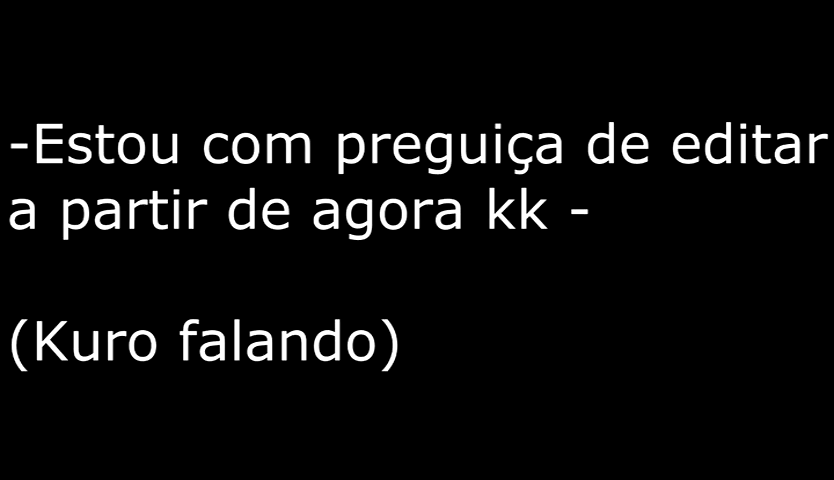 -Estou com preguiça de editar
a partir de agora kk -
(Kuro falando)